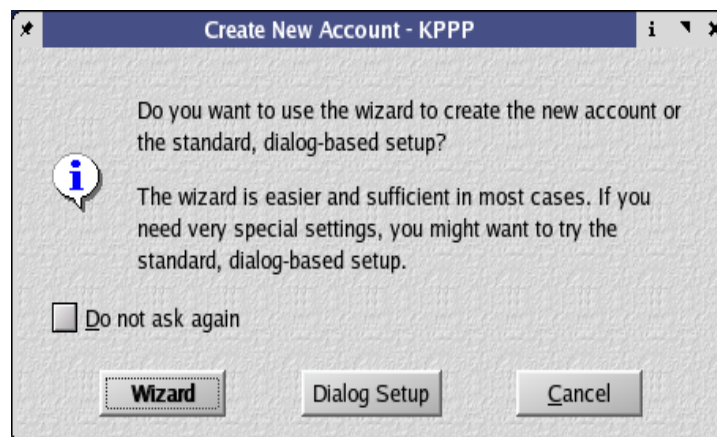 Create New Account - KPPP
Do you want to use the wizard to create the new account or
the standard, dialog-based setup?
The wizard is easier and sufficient in most cases. If you
need very special settings, you might want to try the
standard, dialog-based setup.
Do not ask again
Wizard Dialog Setup Cancel